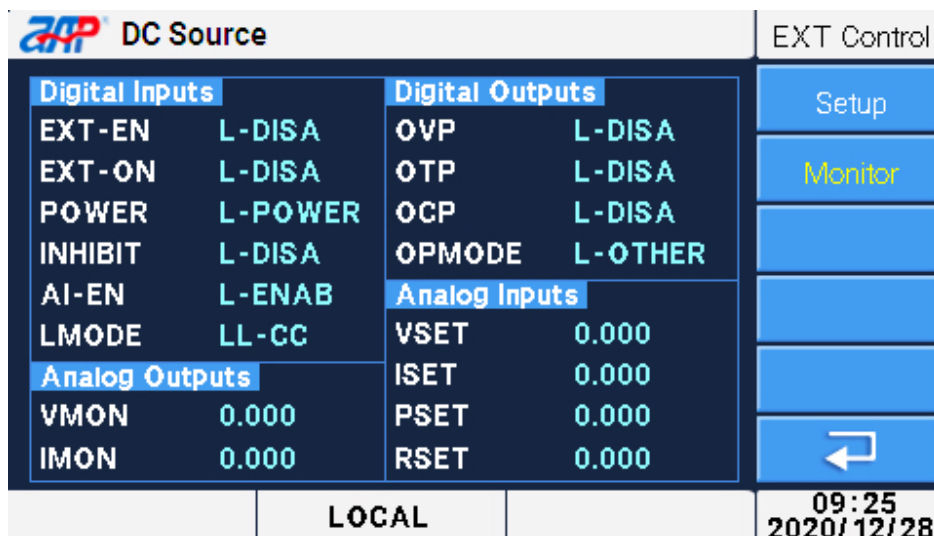 AAP DC Source
EXT Control
Digital Inputs
EXT-EN L-DISA
EXT-ON L-DISA
POWER L-POWER
INHIBIT L-DISA
AI-EN L-ENAB
LMODE LL-CC
Analog Outputs
VMON 0.000
IMON 0.000
Digital Outputs
OVP L-DISA
OTP L-DISA
OCP L-DISA
OPMODE L-OTHER
Analog Inputs
VSET 0.000
ISET 0.000
PSET 0.000
RSET 0.000
Setup
Monitor
LOCAL
09:25
2020/12/28